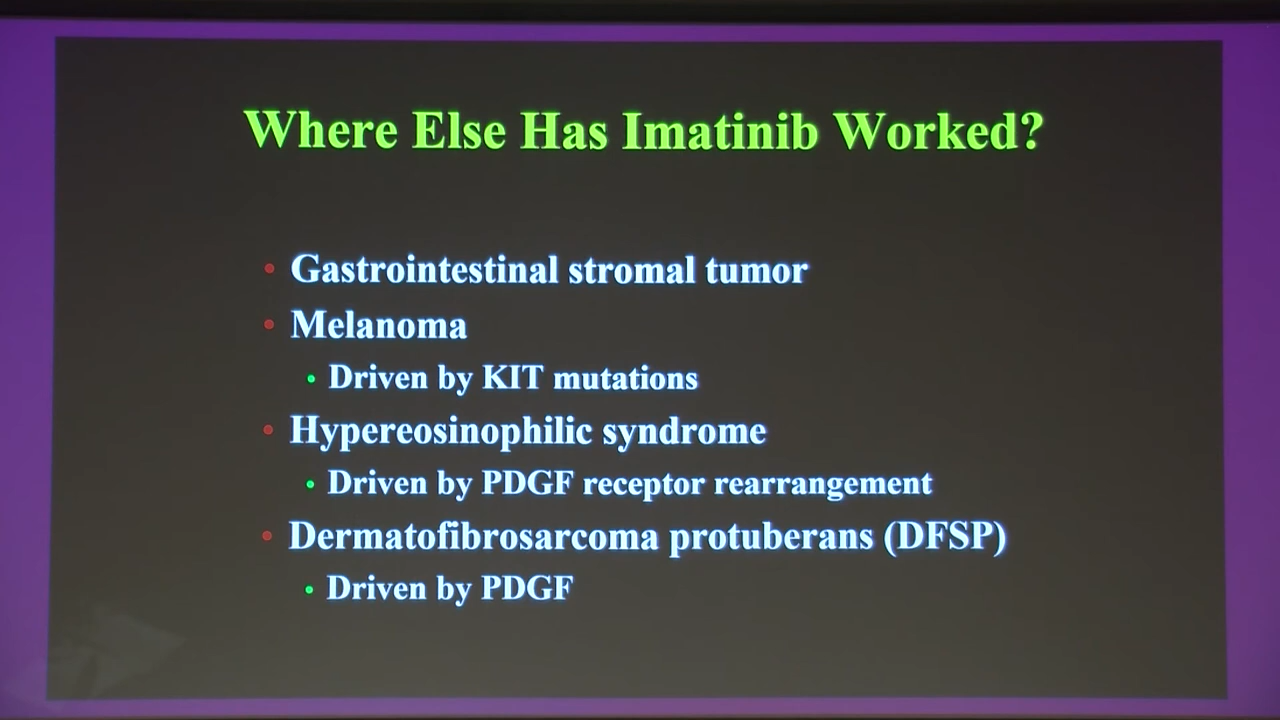 Where Else Has Imatinib Worked?
• Gastrointestinal stromal tumor
• Melanoma
• Driven by KIT mutations
• Hypereosinophilic syndrome
• Driven by PDGF receptor rearrangement
• Dermatofibrosarcoma protuberans (DFSP)
• Driven by PDGF